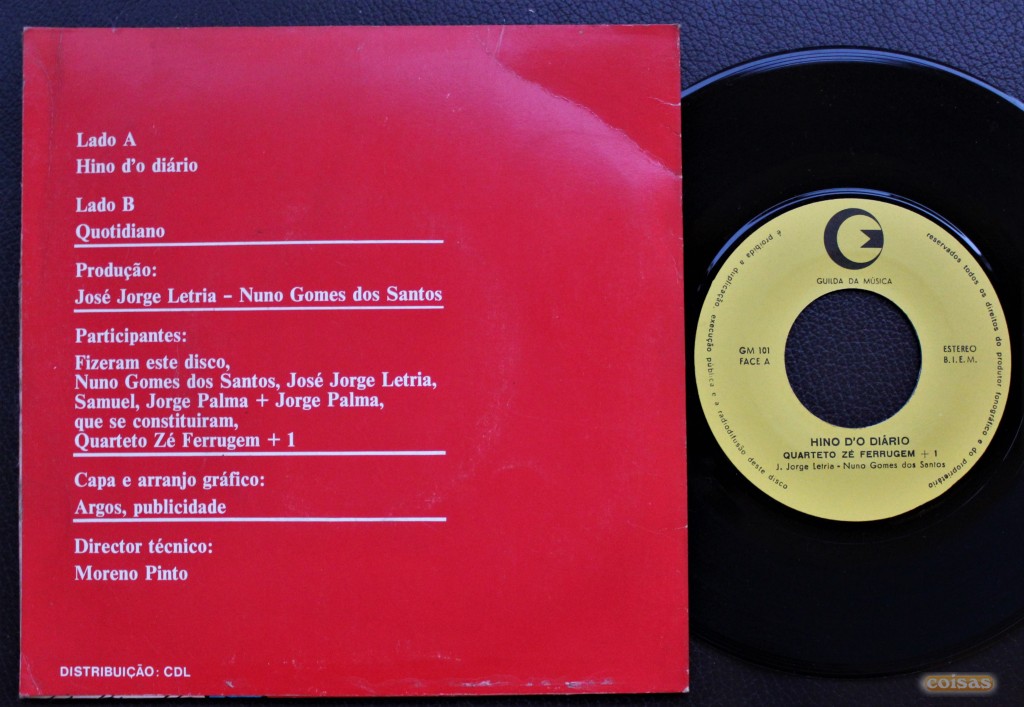 Lado A
Hino d'o diário
Lado B
Quotidiano
Produção:
José Jorge Letria – Nuno Gomes dos Santos
Participantes:
Fizeram este disco,
Nuno Gomes dos Santos, José Jorge Letria,
Samuel, Jorge Palma + Jorge Palma,
que se constituiram,
Quarteto Zé Ferrugem + 1
Capa e arranjo gráfico:
Argos, publicidade
Director técnico:
Moreno Pinto
DISTRIBUIÇÃO: CDL
GUILDA DA MÚSICA
GM 101
FACE A
ESTEREO
B.I.E.M.
HINO D'O DIÁRIO
QUARTETO ZÉ FERRUGEM + 1
J. Jorge Letria - Nuno Gomes dos Santos
reservados todos os direitos do produtor fonográfico e do proprietário
é proibida a duplicação, execução pública e a radiodifusão deste disco
coisas